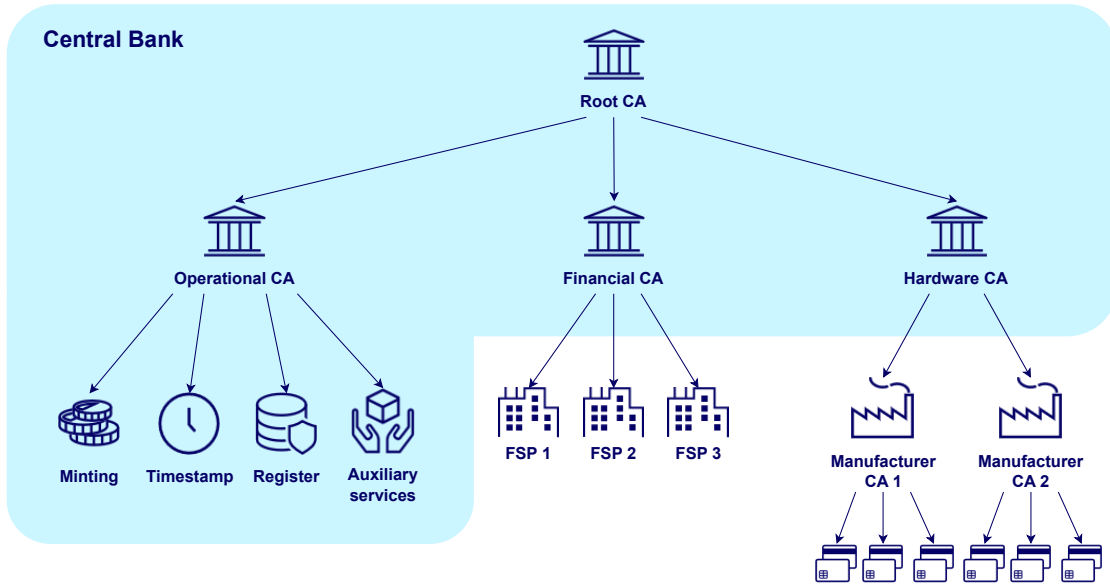 Central Bank
Root CA
Operational CA
Financial CA
Hardware CA
Minting
Timestamp
Register
Auxiliary
services
FSP 1
FSP 2
FSP 3
Manufacturer
CA 1
Manufacturer
CA 2